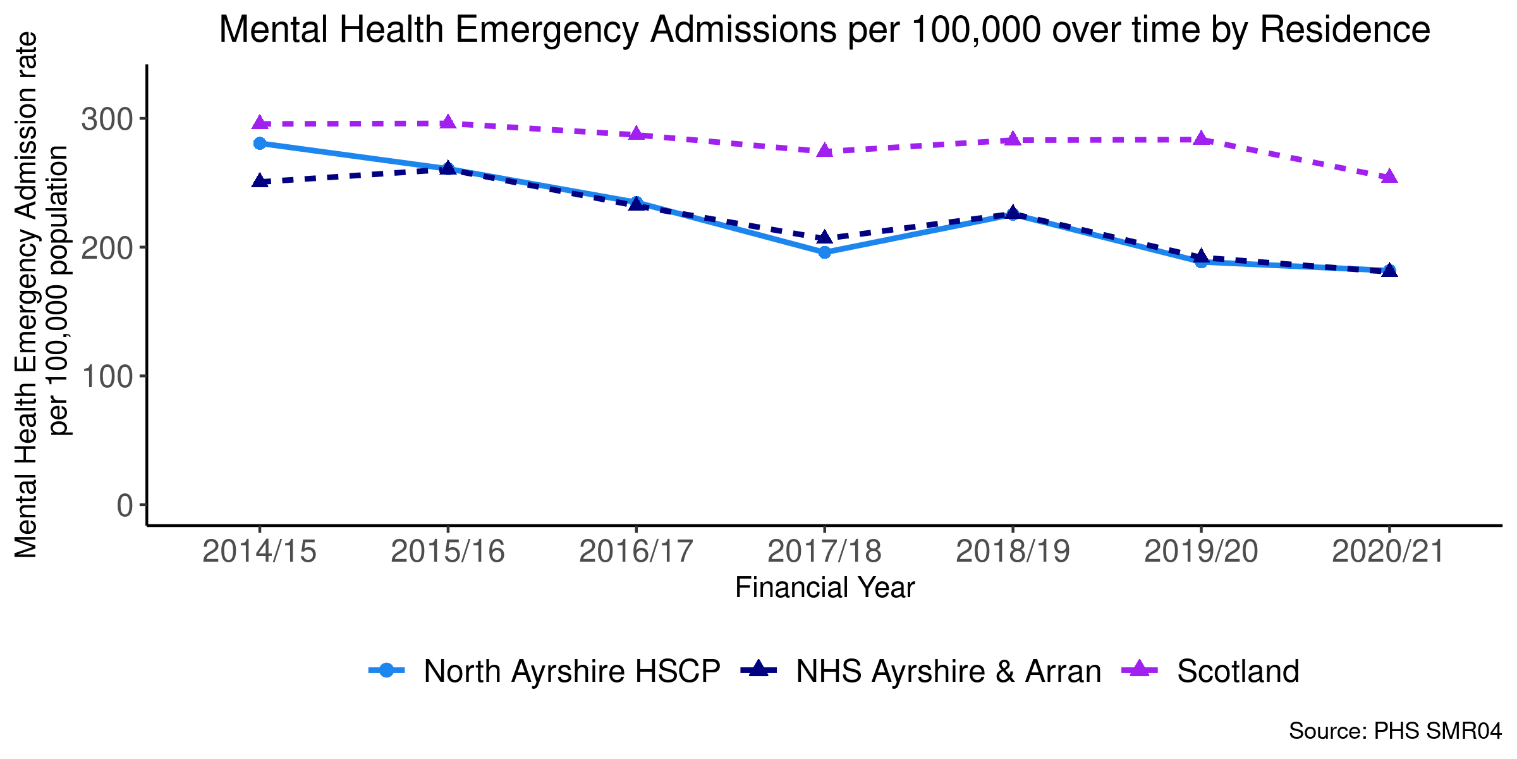 Mental Health Emergency Admissions per 100,000 over time by Residence
Mental Health Emergency Admission rate
per 100,000 population
300
200
100
0
2014/15 2015/16 2016/17 2017/18 2018/19 2019/20 2020/21
Financial Year
North Ayrshire HSCP NHS Ayrshire & Arran Scotland
Source: PHS SMR04